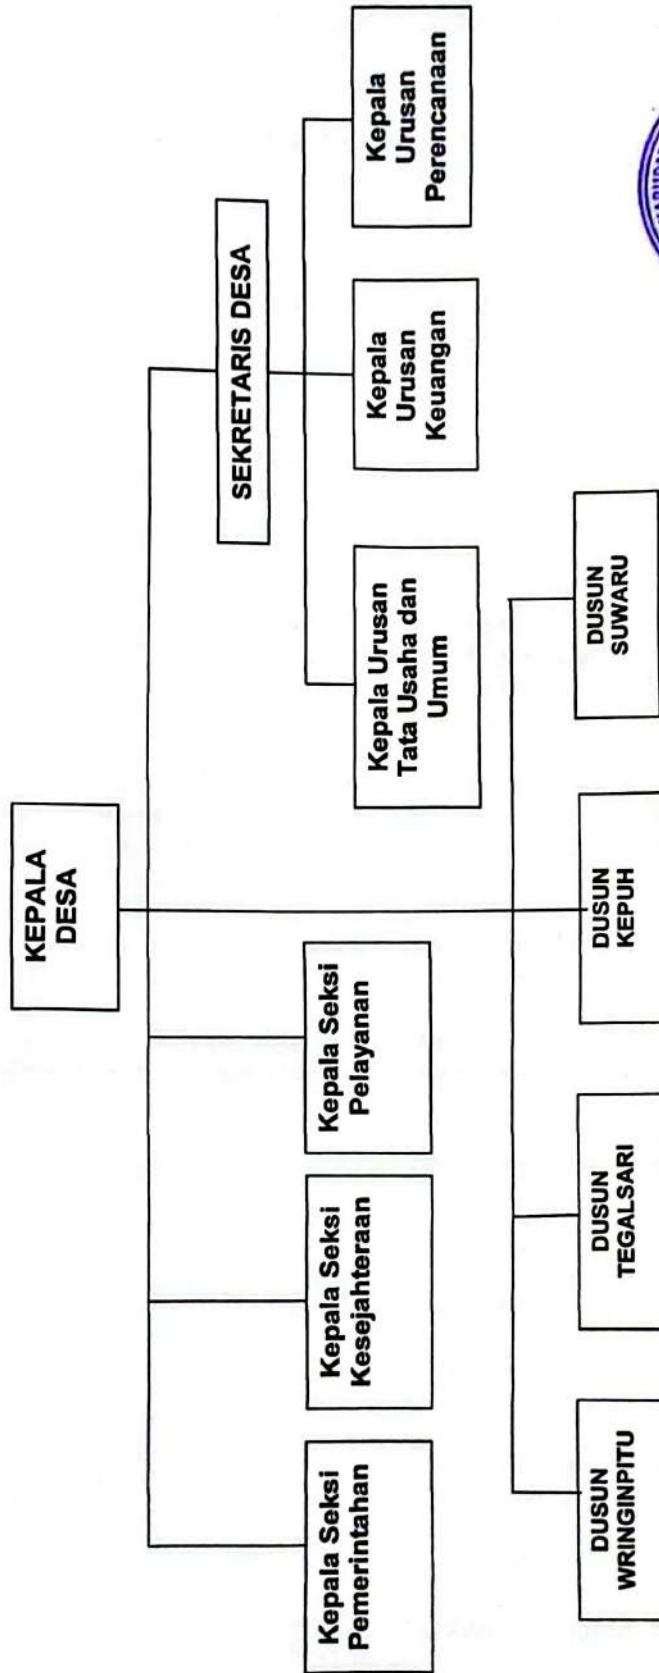 KEPALA
DESA
SEKRETARIS DESA
Kepala Seksi
Pemerintahan
Kepala Seksi
Kesejahteraan
Kepala Seksi
Pelayanan
Kepala Urusan
Tata Usaha dan
Umum
Kepala
Urusan
Keuangan
Kepala
Urusan
Perencanaan
DUSUN
WRINGINPITU
DUSUN
TEGALSARI
DUSUN
KEPUH
DUSUN
SUWARU